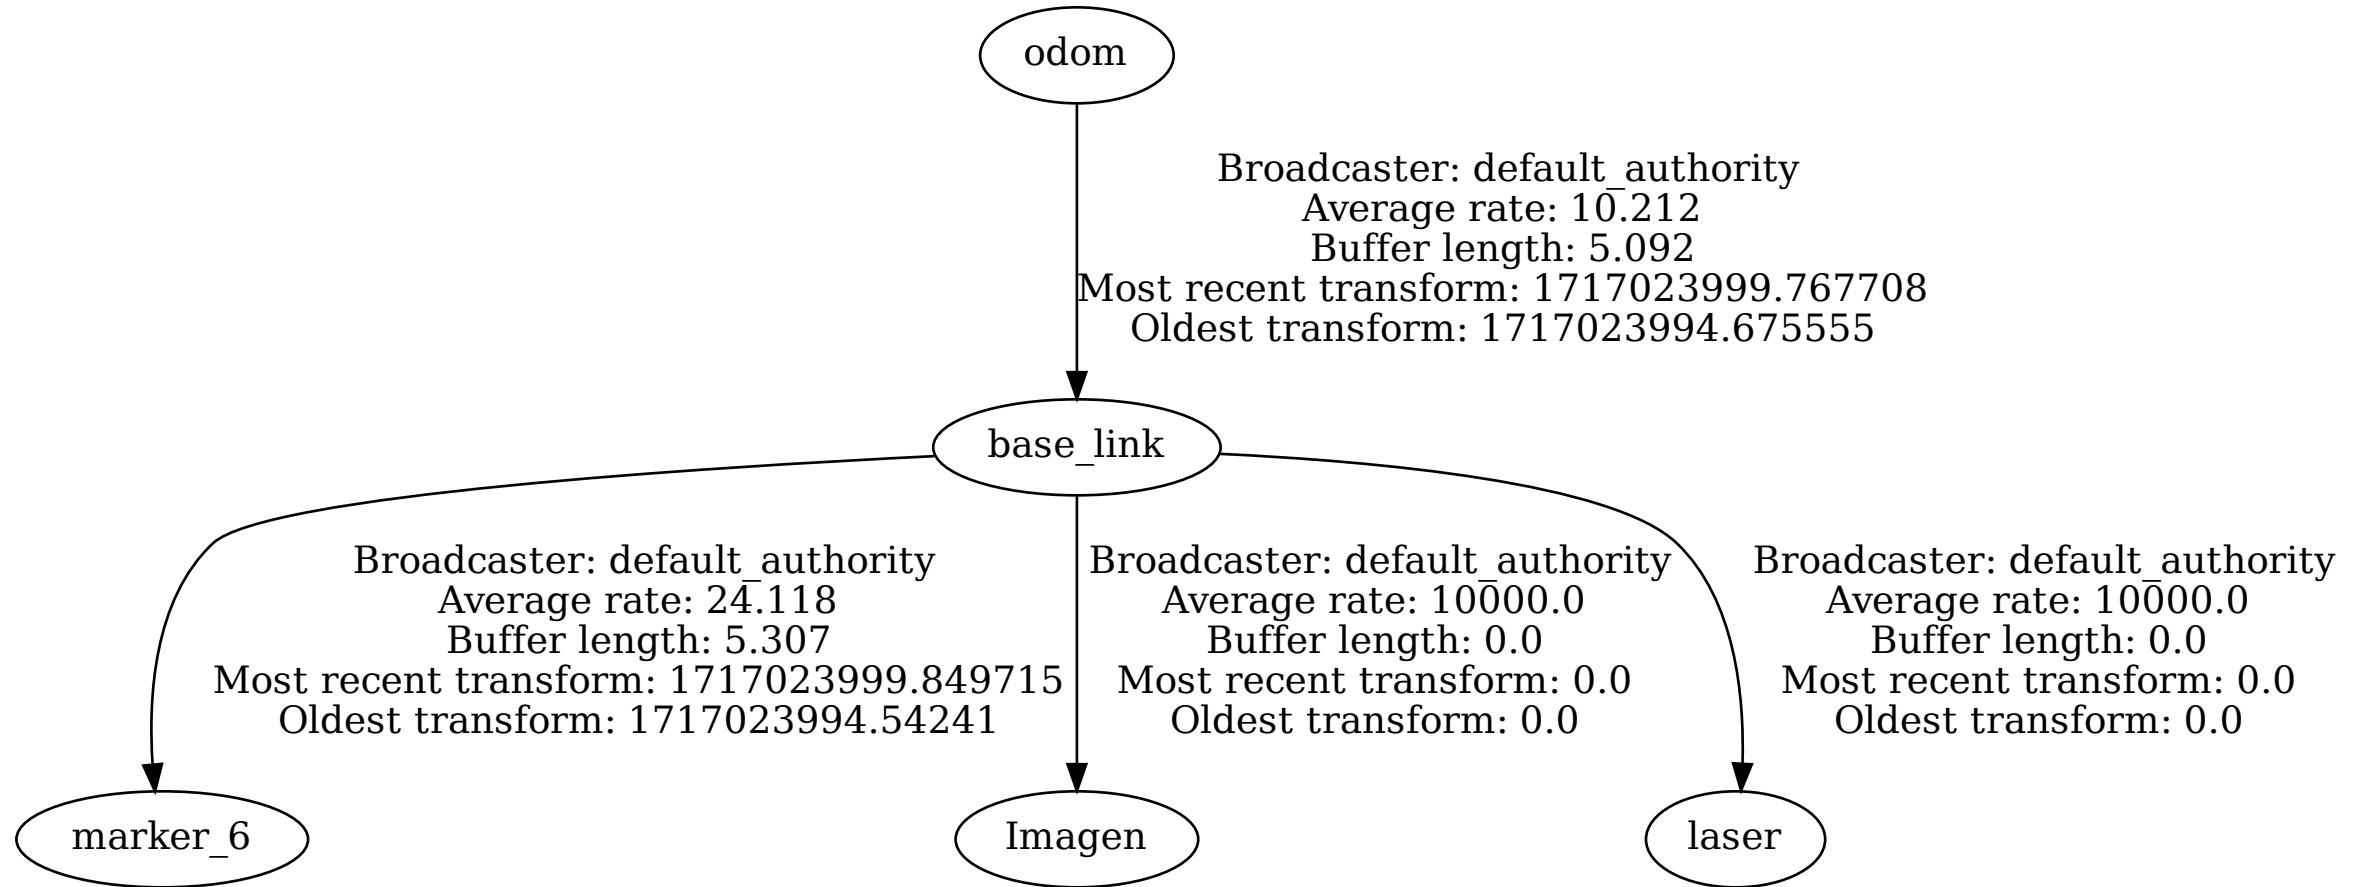 odom
Broadcaster: default_authority
Average rate: 10.212
Buffer length: 5.092
Most recent transform: 1717023999.767708
Oldest transform: 1717023994.675555
base_link
Broadcaster: default_authority
Average rate: 24.118
Buffer length: 5.307
Most recent transform: 1717023999.849715
Oldest transform: 1717023994.54241
Broadcaster: default_authority
Average rate: 10000.0
Buffer length: 0.0
Most recent transform: 0.0
Oldest transform: 0.0
Broadcaster: default_authority
Average rate: 10000.0
Buffer length: 0.0
Most recent transform: 0.0
Oldest transform: 0.0
marker_6
Imagen
laser